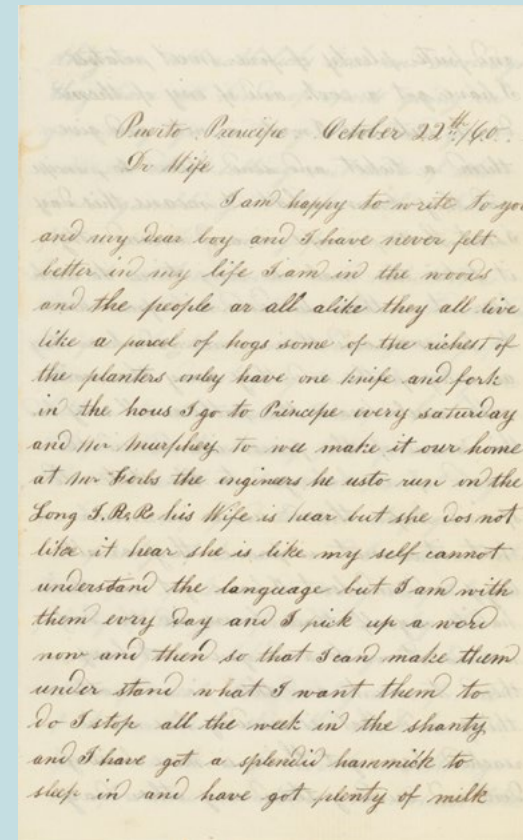 Puerto Principe October 22th/60.
Dr Wife
I am happy to write to you
and my dear boy and I have never felt
better in my life I am in the woods
and the people ar all alike they all live
like a parcel of hogs some of the richest of
the planters onley have one knife and fork
in the hous I go to Principe every saturday
and Mr Murphey to wee make it our home
at Mr Forbs the engineers he usto run on the
Long I. R. R his Wife is hear but she dos not
like it hear she is like my self cannot
understand the language but I am with
them evry day and I pick up a word
now and then so that I can make them
under stand what I want them to
do I stop all the week in the shanty
and I have got a splendid hammick to
sleep in and have got plenty of milk